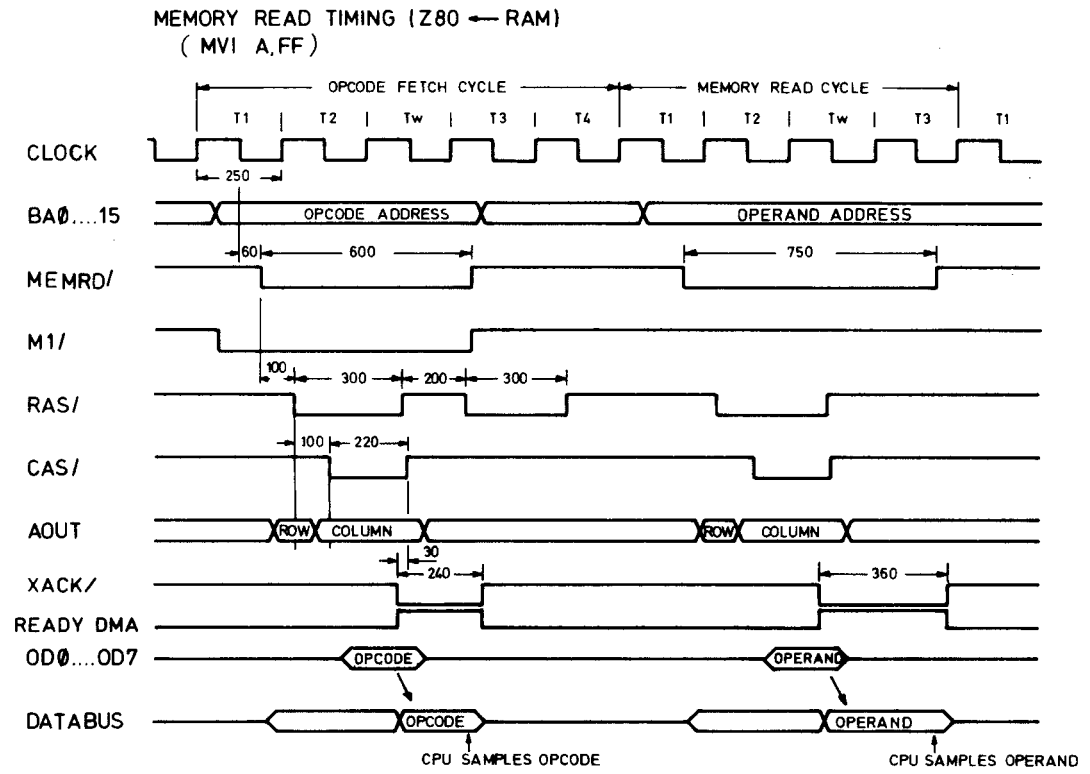 MEMORY READ TIMING (Z80 ← RAM)
( MVI A,FF)
OPCODE FETCH CYCLE MEMORY READ CYCLE
T1 T2 Tw T3 T4 T1 T2 Tw T3 T1
CLOCK
250
BA0....15 OPCODE ADDRESS OPERAND ADDRESS
60 600 750
MEMRD/
M1/
100 300 200 300
RAS/
100 220
CAS/
AOUT ROW COLUMN ROW COLUMN
30
240 360
XACK/
READY DMA
OD0....OD7 OPCODE OPERAND
DATABUS OPCODE OPERAND
CPU SAMPLES OPCODE CPU SAMPLES OPERAND